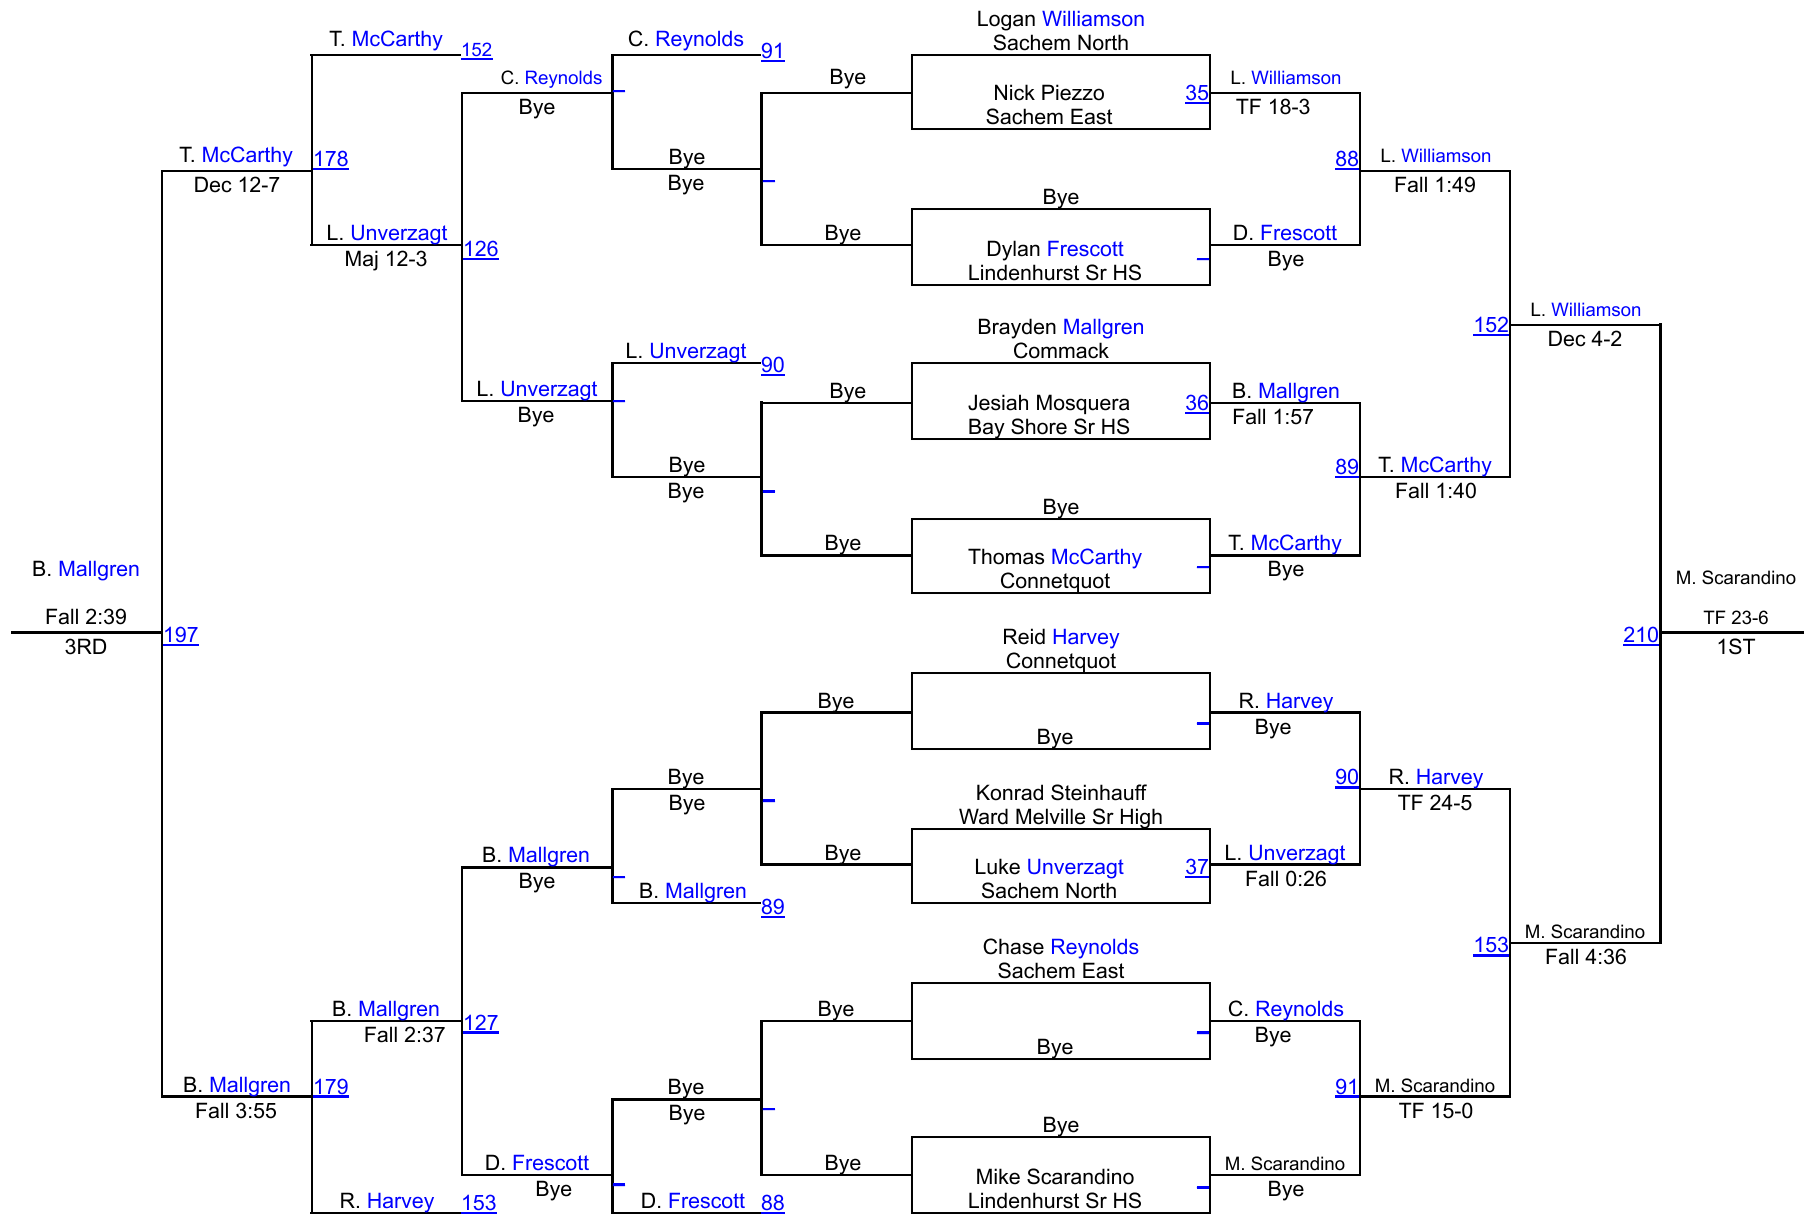 Logan Williamson
T. McCarthy
C. Reynolds
Sachem North
152
91
C. Reynolds
Bye
L. Williamson
Bye
Nick Piezzo
35
TF 18-3
Bye
Sachem East
T. McCarthy
178
Bye
88
L. Williamson
Dec 12-7
Bye
Fall 1:49
Bye
L. Unverzagt
Bye
D. Frescott
126
Dylan Frescott
Maj 12-3
Bye
Lindenhurst Sr HS
L. Williamson
Brayden Mallgren
152
Dec 4-2
L. Unverzagt
Commack
90
L. Unverzagt
Bye
B. Mallgren
Bye
Jesiah Mosquera
36
Fall 1:57
Bay Shore Sr HS
Bye
89
T. McCarthy
Bye
Fall 1:40
Bye
Bye
T. McCarthy
Thomas McCarthy
Bye
Connetquot
B. Mallgren
M. Scarandino
Fall 2:39
TF 23-6
197
Reid Harvey
210
3RD
1ST
Connetquot
Bye
R. Harvey
Bye
Bye
Bye
90
R. Harvey
Bye
Konrad Steinhauff
TF 24-5
Ward Melville Sr High
B. Mallgren
Bye
L. Unverzagt
Luke Unverzagt
37
Bye
Fall 0:26
B. Mallgren
Sachem North
89
M. Scarandino
Chase Reynolds
153
Fall 4:36
Sachem East
B. Mallgren
Bye
C. Reynolds
127
Fall 2:37
Bye
Bye
B. Mallgren
179
Bye
91
M. Scarandino
Fall 3:55
Bye
TF 15-0
Bye
D. Frescott
Bye
M. Scarandino
Mike Scarandino
Bye
Bye
R. Harvey
153
D. Frescott
88
Lindenhurst Sr HS